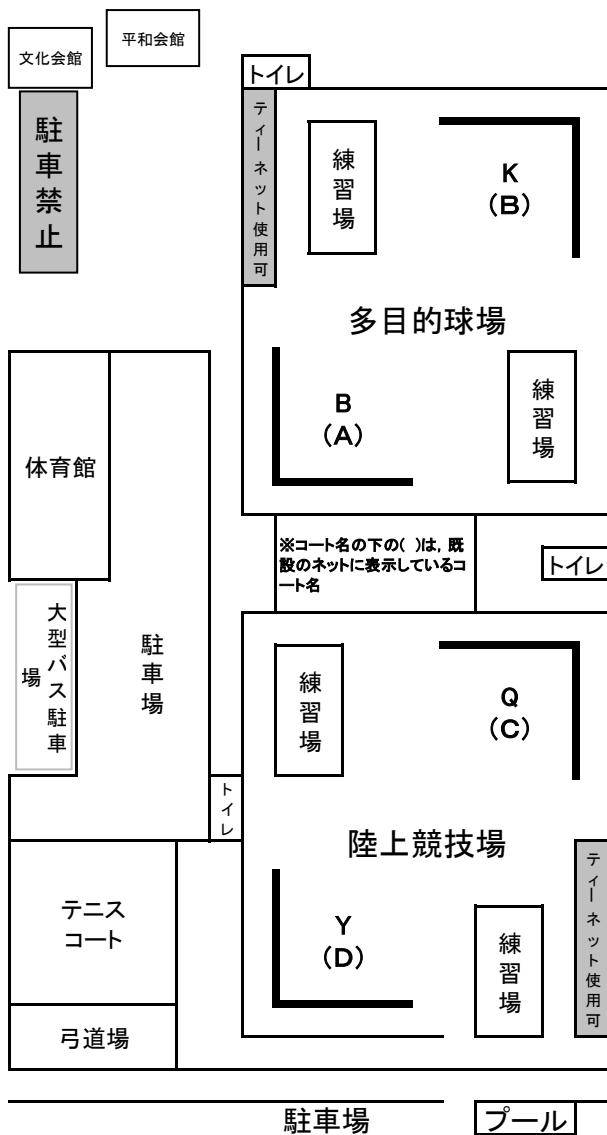 平和会館
文化会館
駐車禁止
トイレ
ティーネット使用可
練習場
K
(B)
多目的球場
B
(A)
練習場
体育館
※コート名の下の( )は, 既
設のネットに表示しているコ
ート名
トイレ
大型バス駐車
場
駐車場
練習場
Q
(C)
トイレ
陸上競技場
ティーネット使用可
テニス
コート
Y
(D)
練習場
弓道場
駐車場
プール